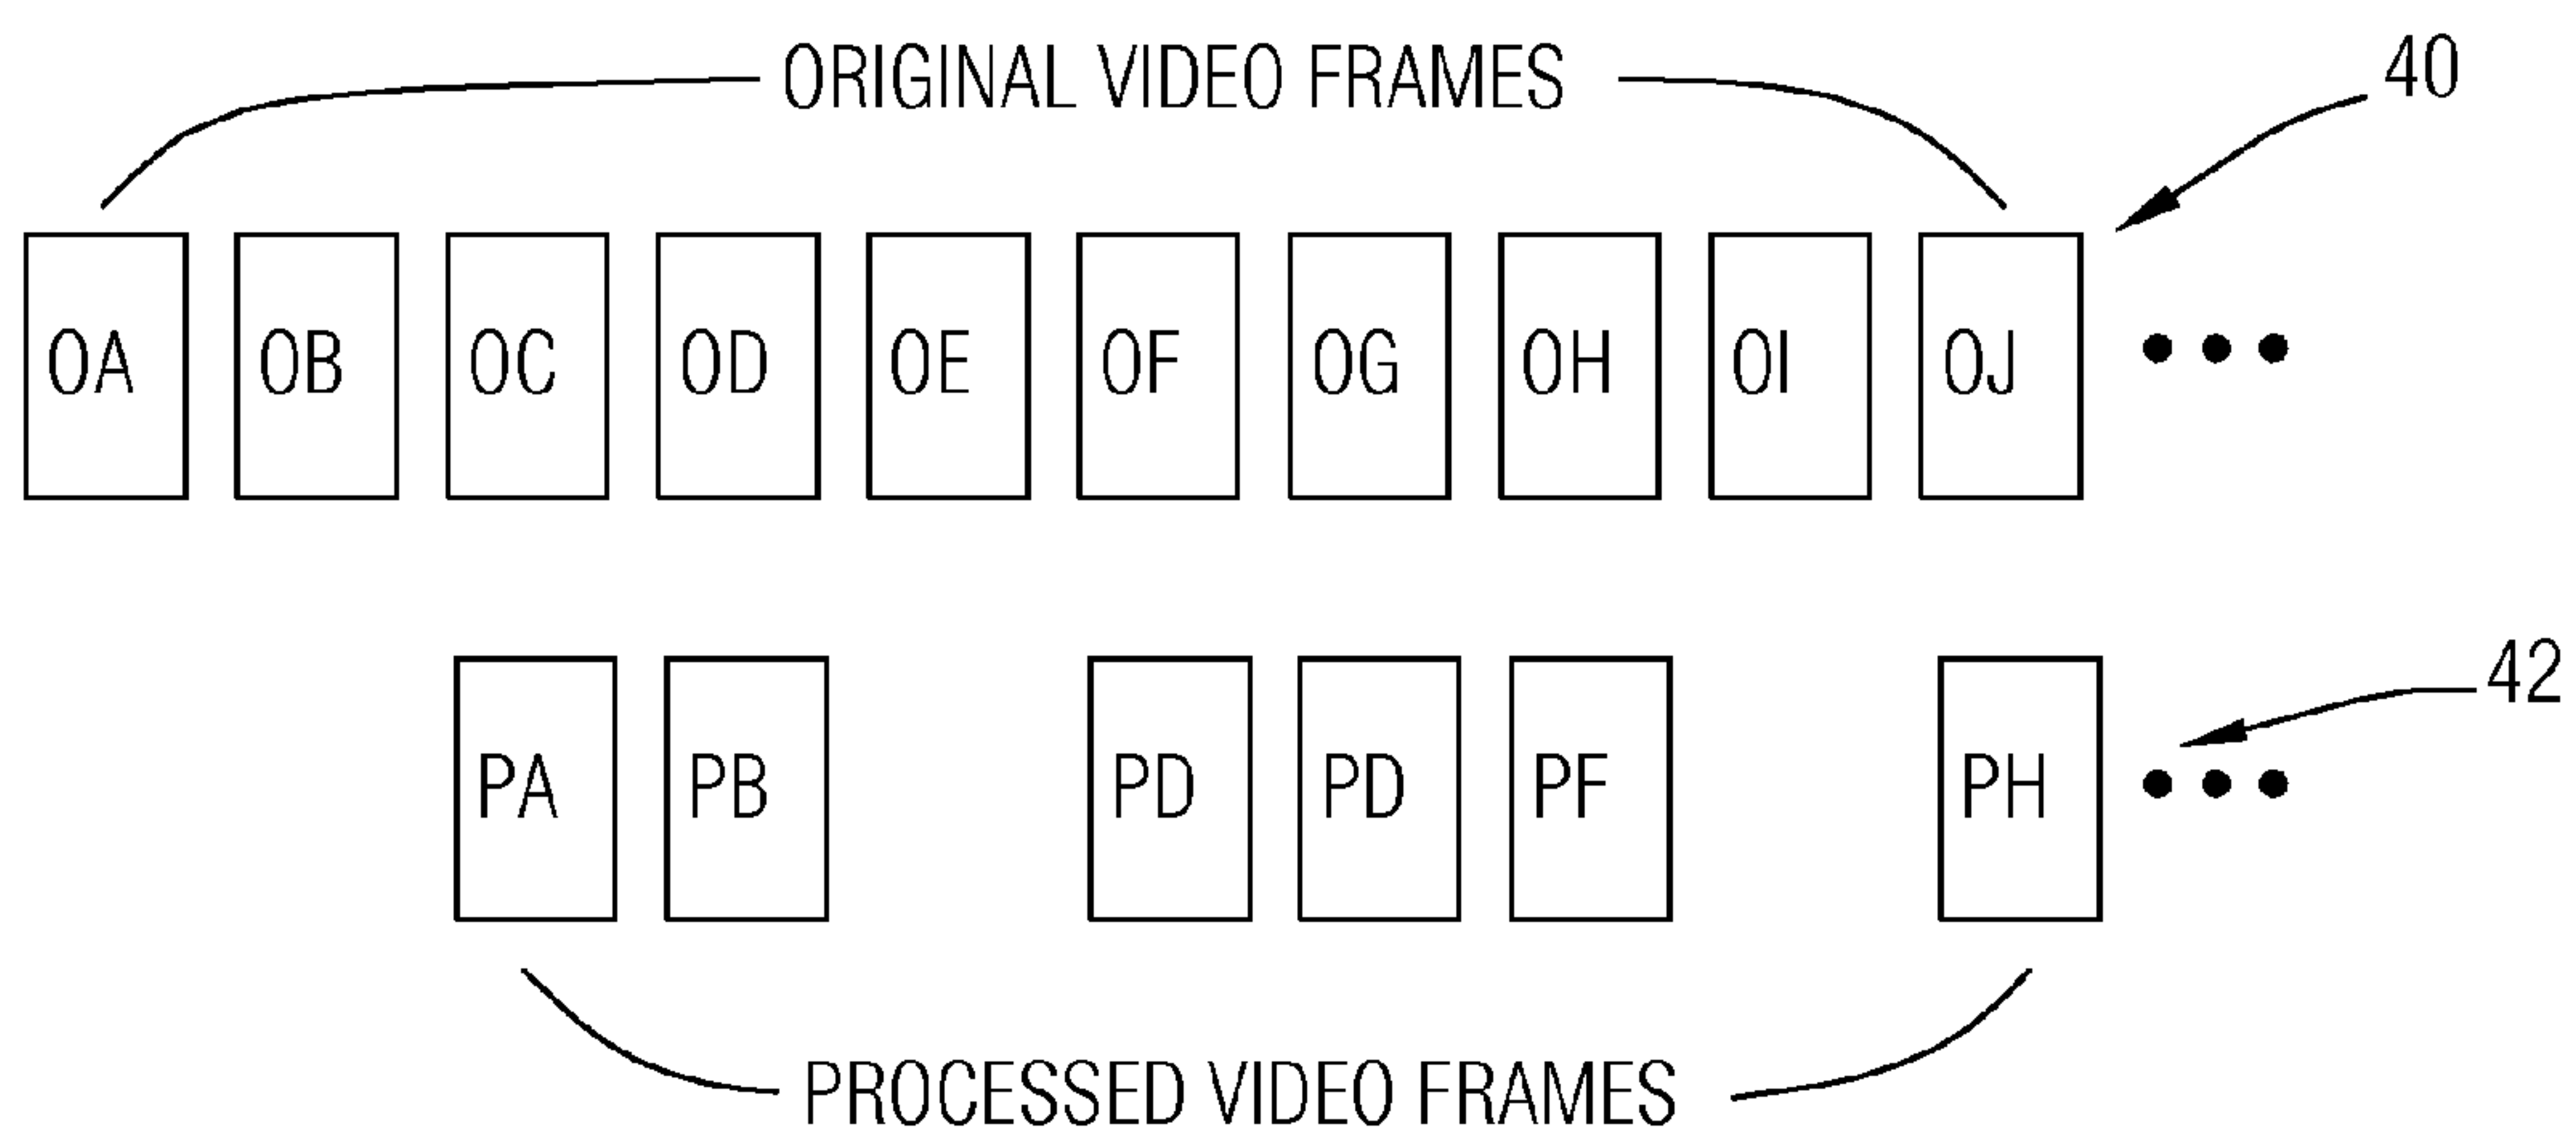 ORIGINAL VIDEO FRAMES
40
OA OB OC OD OE OF OG OH OI OJ
42
PA PB PD PD PF PH
PROCESSED VIDEO FRAMES